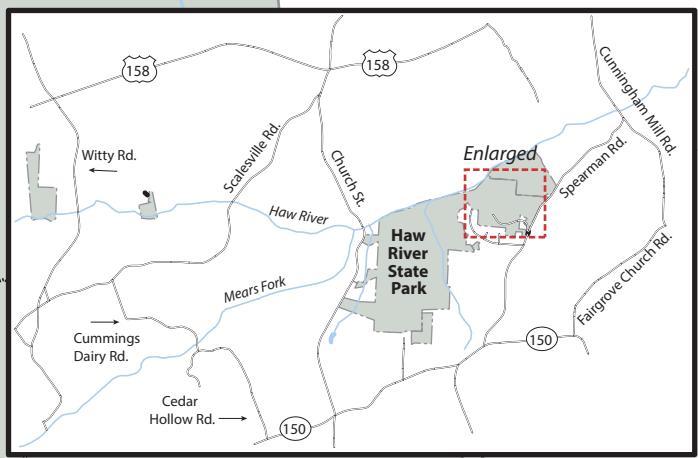 158
158
Cunningham Mill Rd.
Witty Rd.
Scalesville Rd.
Church St.
Enlarged
Spearman Rd.
Haw River
Haw
River
State
Park
Mears Fork
Fairgrove Church Rd.
Cummings
Dairy Rd.
150
Cedar
Hollow Rd.
150